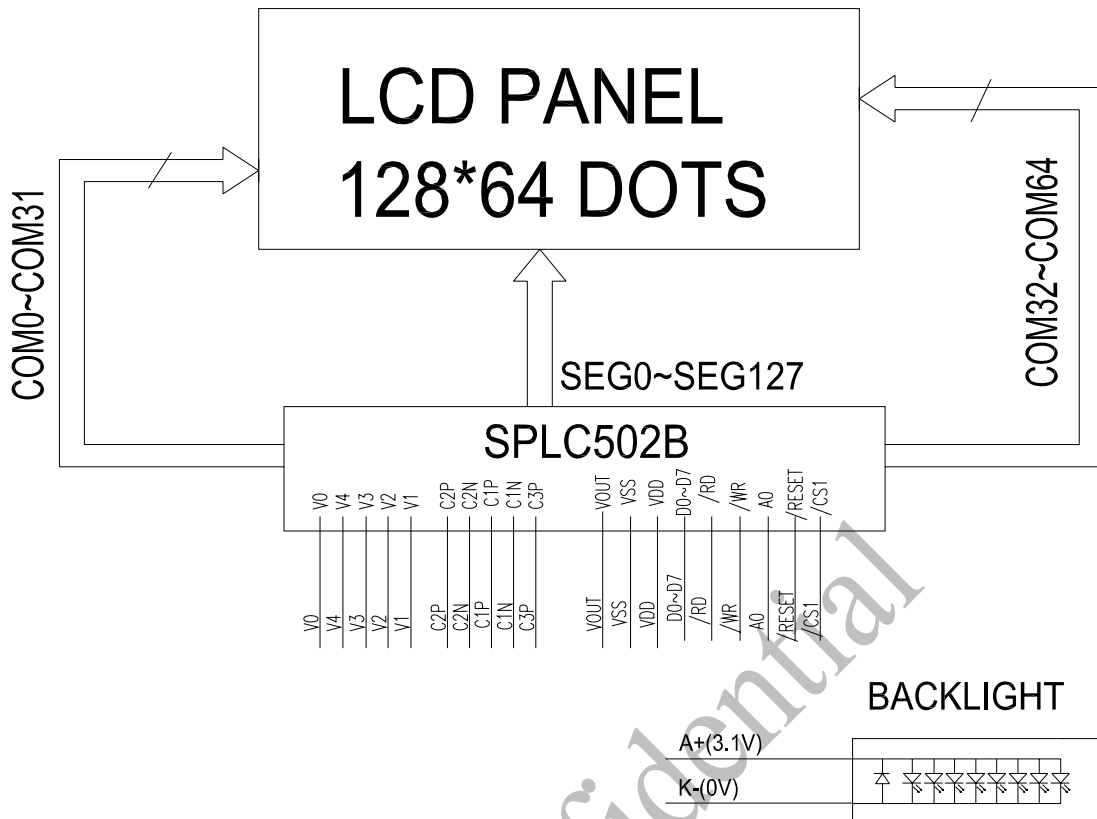 LCD PANEL
128*64 DOTS
COM0~COM31
COM32~COM64
SEG0~SEG127
SPLC502B
V0 V4 V3 V2 V1 C2P C2N C1P C1N C3P VOUT VSS VDD D0~D7 /RD /WR A0 /RESET /CS1
V0 V4 V3 V2 V1 C2P C2N C1P C1N C3P VOUT VSS VDD D0~D7 /RD /WR A0 /RESET /CS1
BACKLIGHT
A+(3.1V)
K-(0V)
fidential